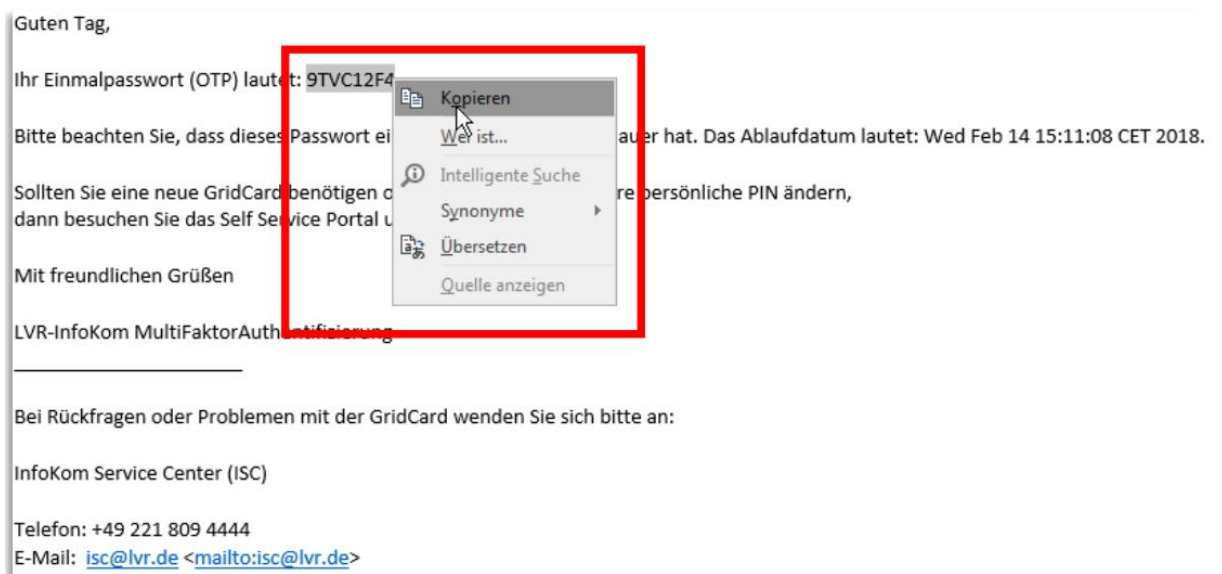 Guten Tag,
Ihr Einmalpasswort (OTP) lautet: 9TVC12F4
Kopieren
Bitte beachten Sie, dass dieses Passwort ei auer hat. Das Ablaufdatum lautet: Wed Feb 14 15:11:08 CET 2018.
Wer ist...
Intelligente Suche
Sollten Sie eine neue GridCard benötigen o re persönliche PIN ändern,
Synonyme
dann besuchen Sie das Self Service Portal u
Übersetzen
Mit freundlichen Grüßen
Quelle anzeigen
LVR-InfoKom MultiFaktorAuthentifizierung
Bei Rückfragen oder Problemen mit der GridCard wenden Sie sich bitte an:
InfoKom Service Center (ISC)
Telefon: +49 221 809 4444
E-Mail: isc@lvr.de <mailto:isc@lvr.de>